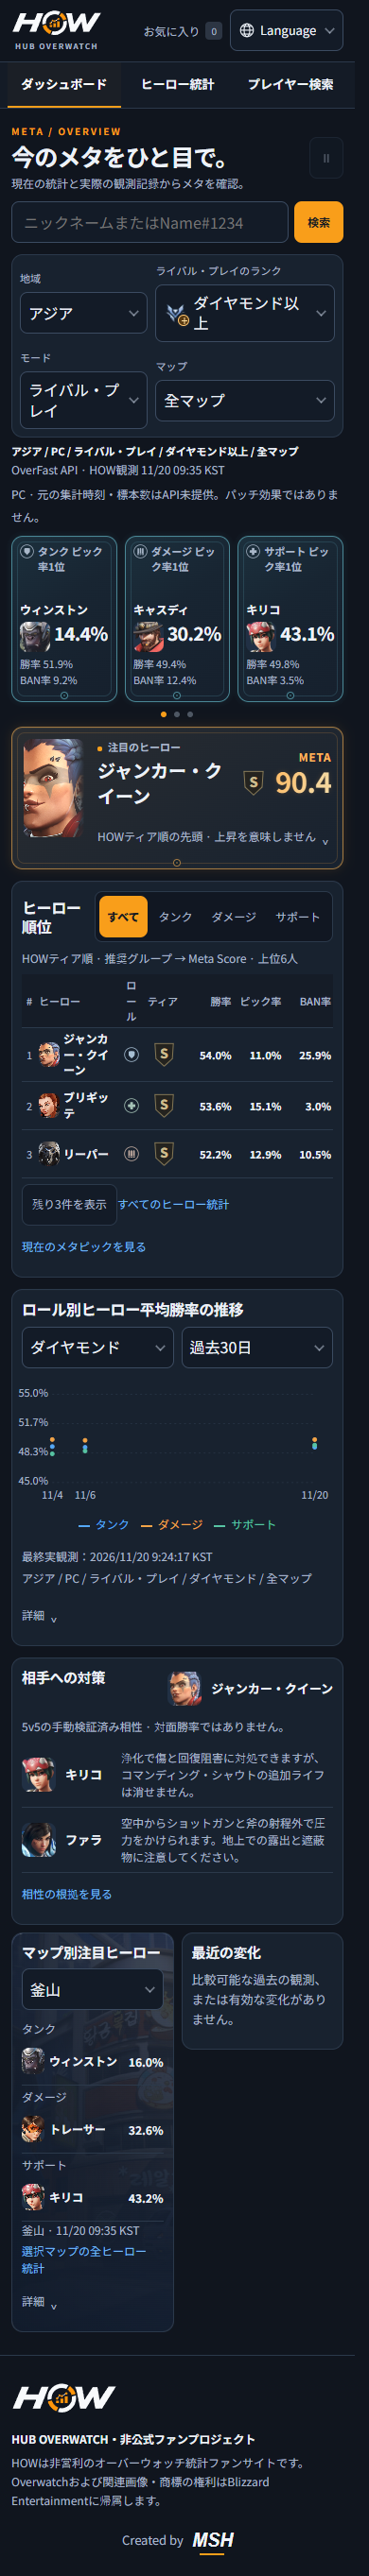 HOW
HUB OVERWATCH
お気に入り 0
Language
ダッシュボード ヒーロー統計 プレイヤー検索
META / OVERVIEW
今のメタをひと目で。
現在の統計と実際の観測記録からメタを確認。
ニックネームまたはName#1234
検索
地域
アジア
ライバル・プレイのランク
ダイヤモンド以
上
モード
ライバル・プ
レイ
マップ
全マップ
アジア / PC / ライバル・プレイ / ダイヤモンド以上 / 全マップ
OverFast API · HOW観測 11/20 09:35 KST
PC · 元の集計時刻・標本数はAPI未提供。パッチ効果ではありま
せん。
タンク ピック
率1位
ウィンストン
14.4%
勝率 51.9%
BAN率 9.2%
ダメージ ピッ
ク率1位
キャスディ
30.2%
勝率 49.4%
BAN率 12.4%
サポート ピッ
ク率1位
キリコ
43.1%
勝率 49.8%
BAN率 3.5%
注目のヒーロー
ジャンカー・ク
イーン
META
S 90.4
HOWティア順の先頭・上昇を意味しません
ヒーロー
順位
すべて タンク ダメージ サポート
HOWティア順・推奨グループ → Meta Score · 上位6人
# ヒーロー ロール ティア 勝率 ピック率 BAN率
1 ジャンカー・クイーン S 54.0% 11.0% 25.9%
2 ブリギッテ S 53.6% 15.1% 3.0%
3 リーパー S 52.2% 12.9% 10.5%
残り3件を表示 すべてのヒーロー統計
現在のメタピックを見る
ロール別ヒーロー平均勝率の推移
ダイヤモンド
過去30日
55.0%
51.7%
48.3%
45.0%
11/4 11/6 11/20
タンク ダメージ サポート
最終実観測：2026/11/20 9:24:17 KST
アジア / PC / ライバル・プレイ / ダイヤモンド / 全マップ
詳細
相手への対策
ジャンカー・クイーン
5v5の手動検証済み相性・対面勝率ではありません。
キリコ
浄化で傷と回復阻害に対処できますが、
コマンディング・シャウトの追加ライフ
は消せません。
ファラ
空中からショットガンと斧の射程外で圧
力をかけられます。地上での露出と遮蔽
物に注意してください。
相性の根拠を見る
マップ別注目ヒーロー
釜山
タンク
ウィンストン 16.0%
ダメージ
トレーサー 32.6%
サポート
キリコ 43.2%
釜山 · 11/20 09:35 KST
選択マップの全ヒーロー
統計
詳細
最近の変化
比較可能な過去の観測、
または有効な変化があり
ません。
HOW
HUB OVERWATCH・非公式ファンプロジェクト
HOWは非営利のオーバーウォッチ統計ファンサイトです。
Overwatchおよび関連画像・商標の権利はBlizzard
Entertainmentに帰属します。
Created by MSH